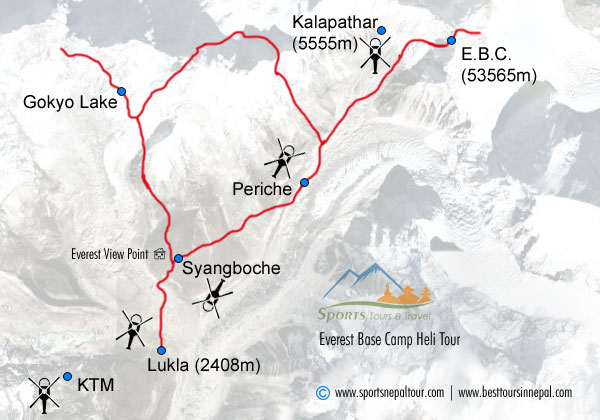 Kalapathar
(5555m)
E.B.C.
(53565m)
Gokyo Lake
Periche
Everest View Point
Syangboche
SPORTS Tours & Travel
Everest Base Camp Heli Tour
Lukla (2408m)
KTM
© www.sportsnepaltour.com | www.besttoursinnepal.com